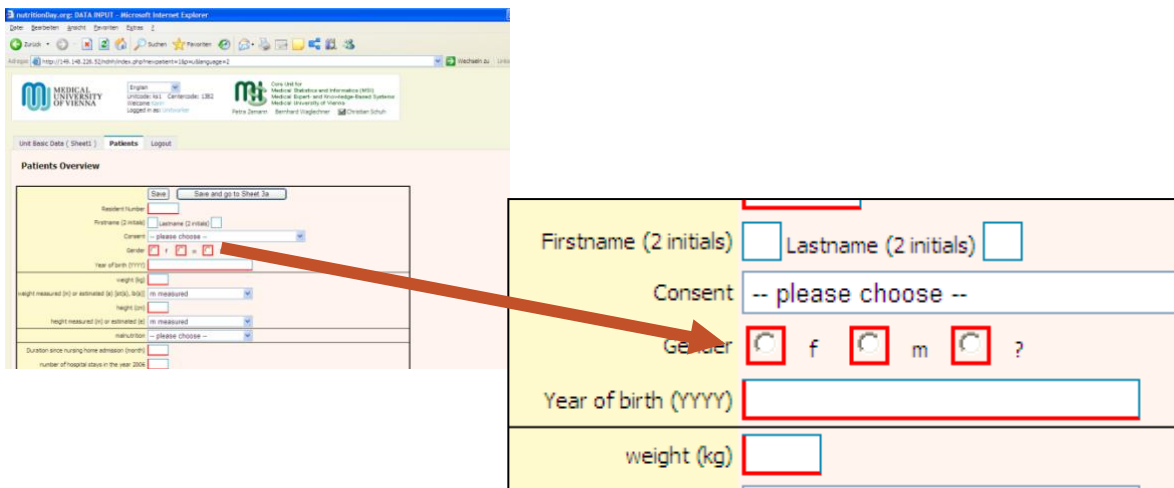 nutritionDay.org: DATA INPUT - Microsoft Internet Explorer
Datei Bearbeiten Ansicht Favoriten Extras ?
Zurück Suchen Favoriten
Adresse Wechseln zu
MEDICAL
UNIVERSITY
OF VIENNA
English
Centercode: 1352
Welcome
Logged in as:
Core Unit for
Medical Statistics and Informatics (MSI)
Medical Expert- and Knowledge-Based Systems
Medical University of Vienna
Christian Schuh
Unit Basic Data ( Sheet1 ) Patients Logout
Patients Overview
Save Save and go to Sheet 3a
Resident Number
Firstname (2 initials) Lastname (2 initials)
Consent -- please choose --
Gender f m
Year of birth (YYYY)
weight (kg)
m measured
height (cm)
height measured (m) or estimated (e) m measured
malnutrition -- please choose --
Duration since nursing home admission (month)
number of hospital stays in the year 2006
Firstname (2 initials) Lastname (2 initials)
Consent -- please choose --
Gender f m ?
Year of birth (YYYY)
weight (kg)